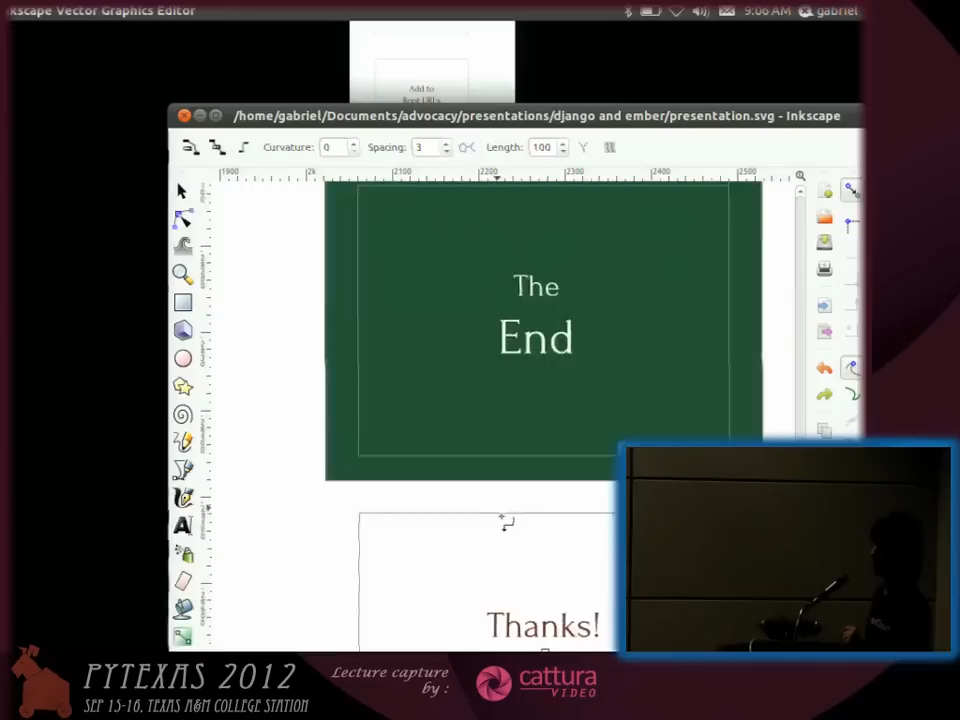 kscape Vector Graphics Editor
9:06 AM
gabriel
Add to
Root URLs
/home/gabriel/Documents/advocacy/presentations/django and ember/presentation.svg - Inkscape
Curvature: 0
Spacing: 3
Length: 100
1900
2k
2100
2200
2300
2400
2500
The
End
Thanks!
PYTEXAS 2012
SEP 15-16, TEXAS A&M COLLEGE STATION
Lecture capture
by :
cattura
VIDEO